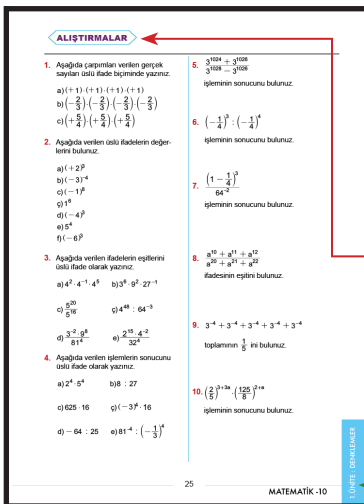 ALIŞTIRMALAR
1. Aşağıda çarpımları verilen gerçek
sayıları üslü ifade biçiminde yazınız.
a) (+1)·(+1)·(+1)·(+1)
b) (−2/3)·(−2/3)·(−2/3)·(−2/3)
c) (+5/4)·(+5/4)·(+5/4)
2. Aşağıda verilen üslü ifadelerin değer-
lerini bulunuz.
a) (+2)³
b) (−3)⁻⁴
c) (−1)⁸
ç) 1⁶
d) (−4)³
e) 5⁴
f) (−6)³
3. Aşağıda verilen ifadelerin eşitlerini
üslü ifade olarak yazınız.
a) 4²·4⁻¹·4⁵ b) 3⁶·9²·27⁻¹
c) 5²⁰/5¹⁶ ç) 4⁴⁸ : 64⁻³
d) 3⁻²·9⁸/81⁴ e) 2¹⁵·4⁻²/32⁴
4. Aşağıda verilen işlemlerin sonucunu
üslü ifade olarak yazınız.
a) 2⁴·5⁴ b) 8 : 27
c) 625·16 ç) (−3)⁴·16
d) −64 : 25 e) 81⁻⁴ : (−1/3)⁴
5. (3¹⁰²⁴ + 3¹⁰²⁶)/(3¹⁰²⁸ − 3¹⁰²⁶)
işleminin sonucunu bulunuz.
6. (−1/4)³ : (−1/4)⁴
işleminin sonucunu bulunuz.
7. (1 − 1/4)³/64⁻²
işleminin sonucunu bulunuz.
8. (a¹⁰ + a¹¹ + a¹²)/(a²⁰ + a²¹ + a²²)
ifadesinin eşitini bulunuz.
9. 3⁻⁴ + 3⁻⁴ + 3⁻⁴ + 3⁻⁴ + 3⁻⁴
toplamının 1/5 ini bulunuz.
10. (2/5)³⁺³ᵃ·(125/8)²⁺ᵃ
işleminin sonucunu bulunuz.
25
MATEMATİK -10
ÜNİTE : DENKLEMLER